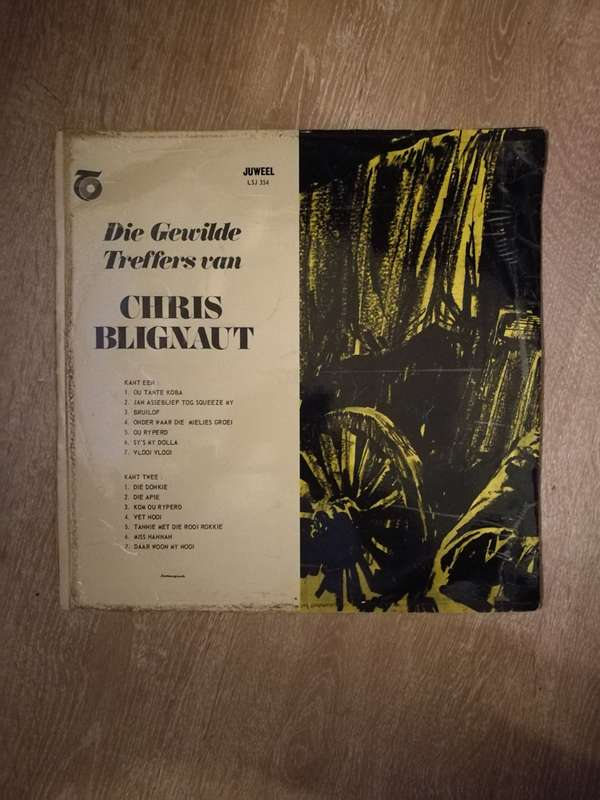 JUWEEL
LSJ 354
Die Gewilde
Treffers van
CHRIS
BLIGNAUT
KANT EEN :
1. OU TANTE KOBA
2. JAN ASSEBLIEF TOG SQUEEZE MY
3. BRUILOF
4. ONDER WAAR DIE MIELIES GROEI
5. OU RYPERD
6. SY'S MY DOLLA
7. VLOOI VLOOI
KANT TWEE :
1. DIE DONKIE
2. DIE APIE
3. KOM OU RYPERD
4. VET NOOI
5. TANNIE MET DIE ROOI ROKKIE
6. MISS HANNAH
7. DAAR WOON MY NOOI